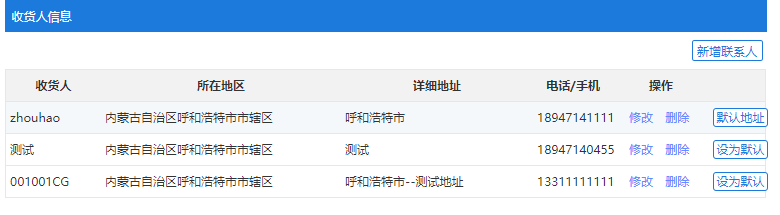 收货人信息
新增联系人
收货人 所在地区 详细地址 电话/手机 操作
zhouhao 内蒙古自治区呼和浩特市市辖区 呼和浩特市 18947141111 修改 删除 默认地址
测试 内蒙古自治区呼和浩特市市辖区 测试 18947140455 修改 删除 设为默认
001001CG 内蒙古自治区呼和浩特市市辖区 呼和浩特市--测试地址 13311111111 修改 删除 设为默认